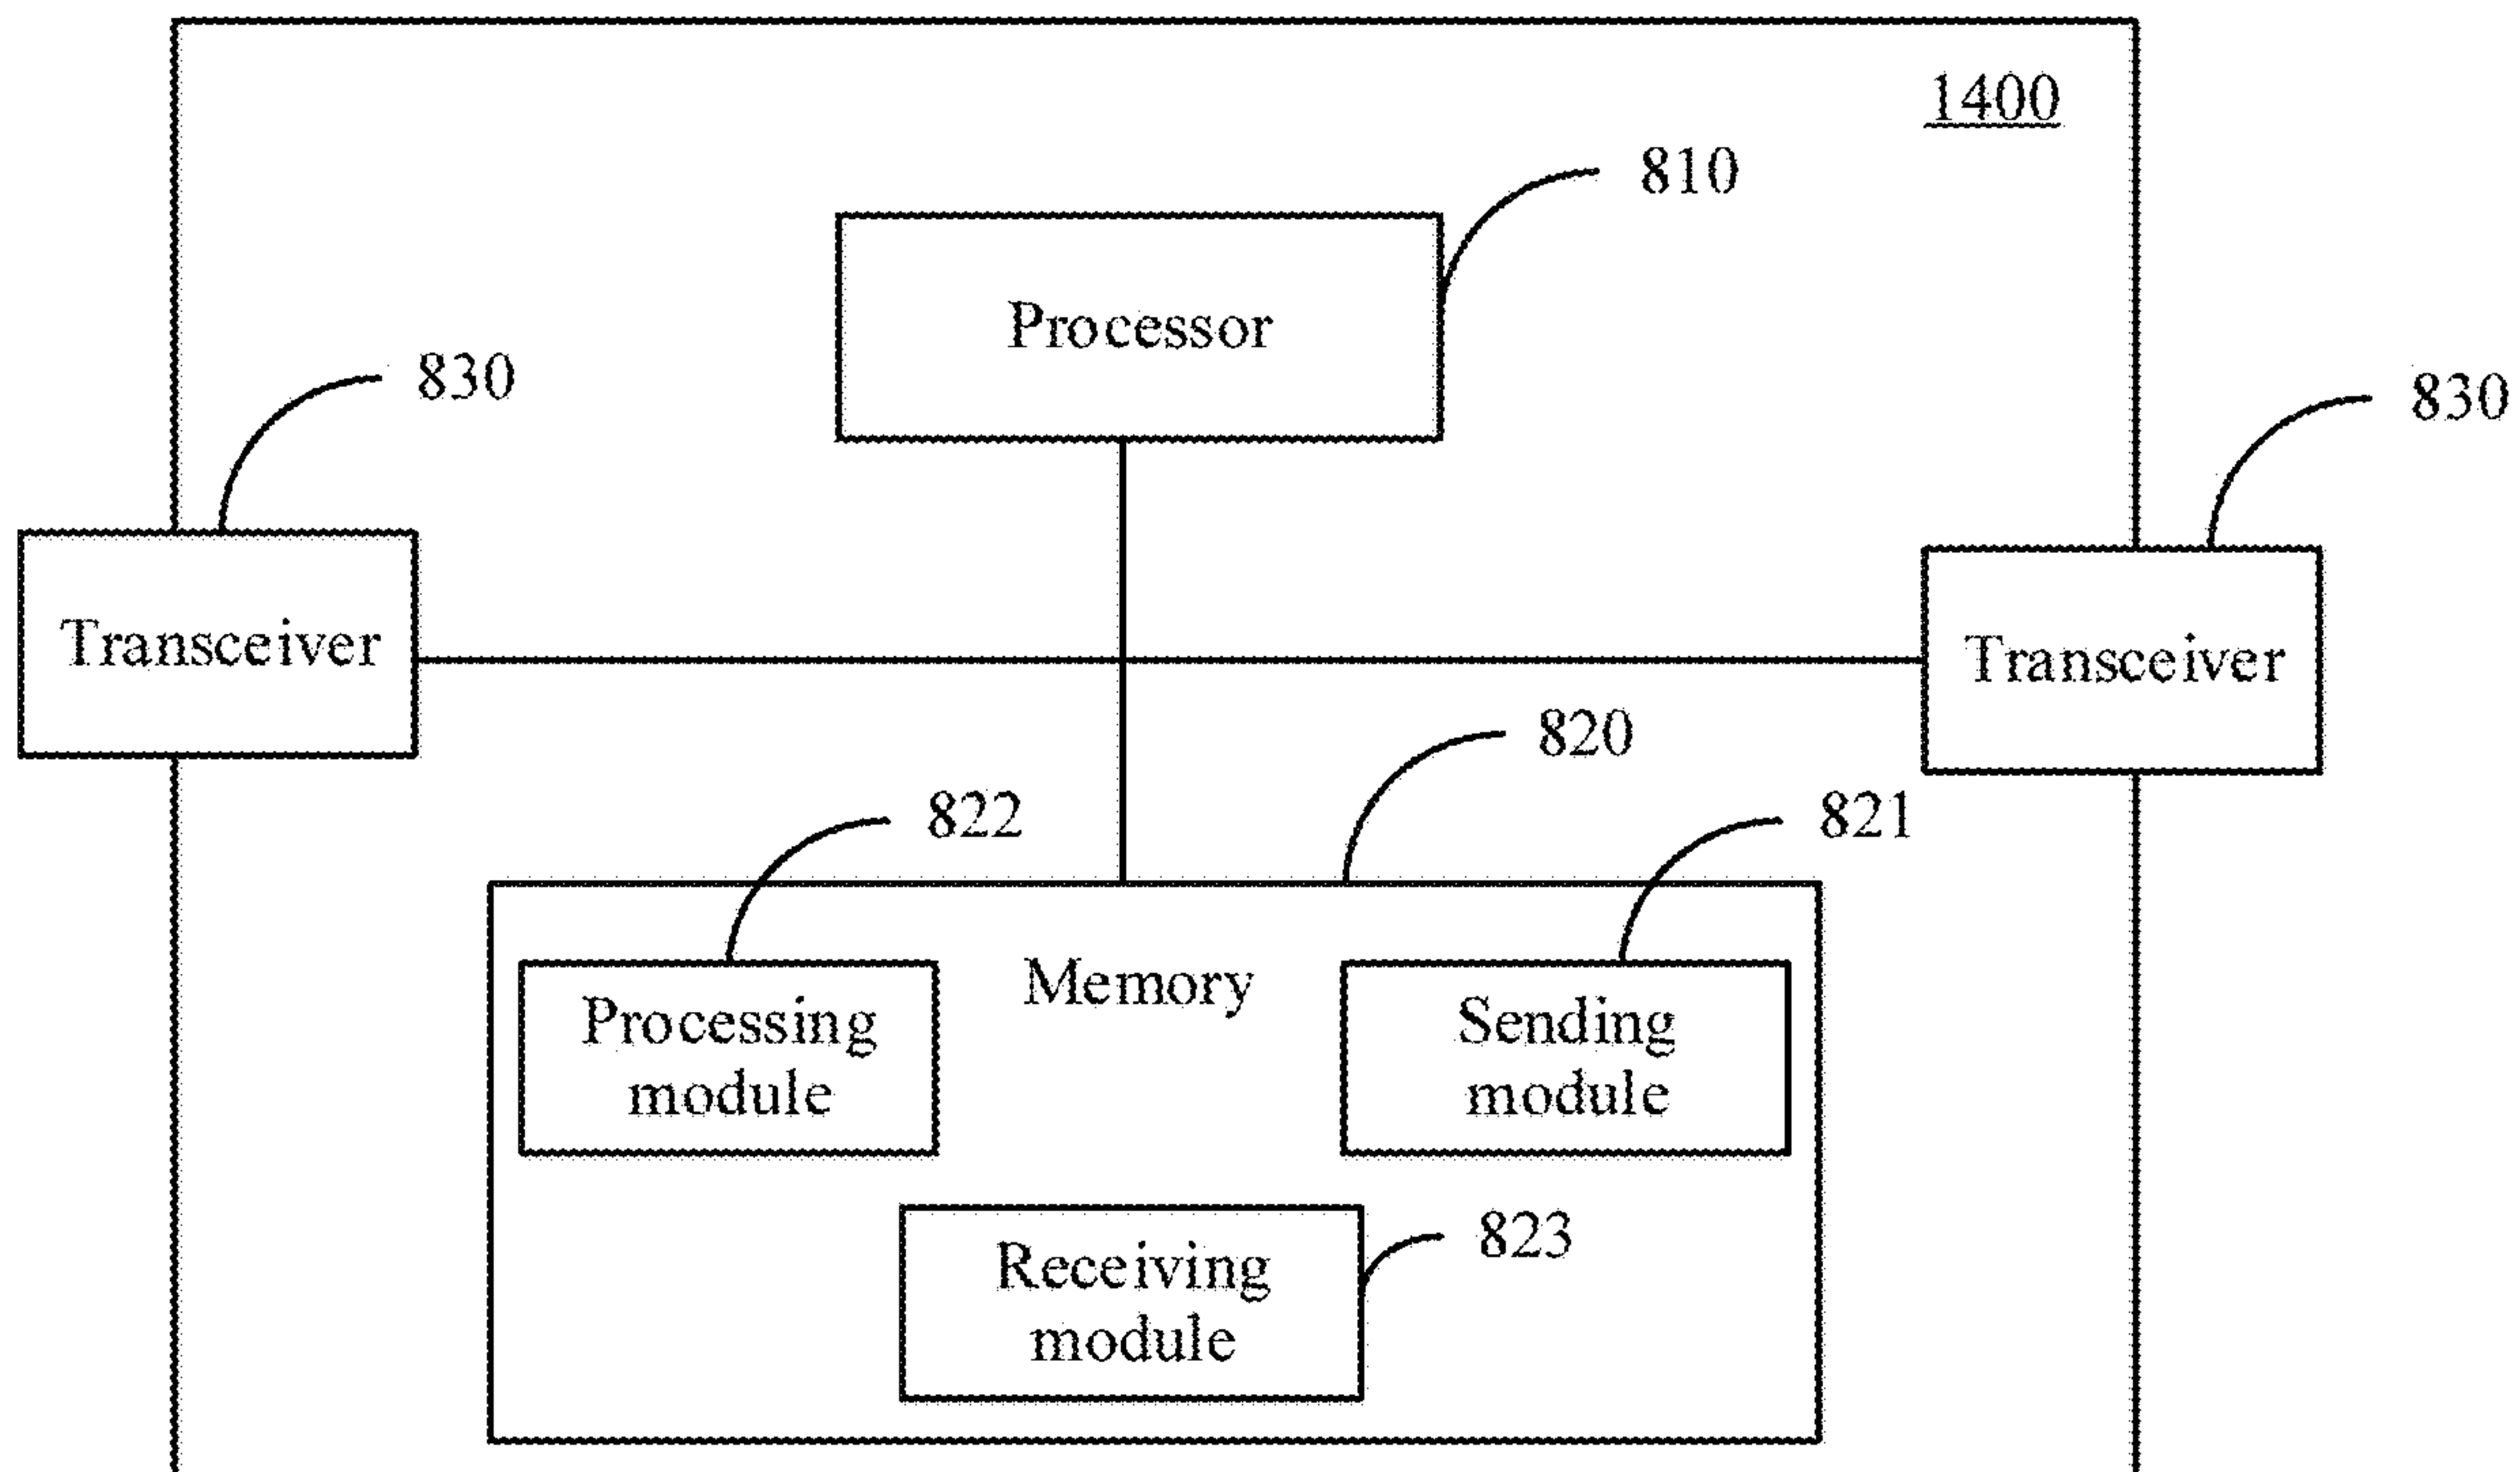 1400
810
Processor
830
830
Transceiver
Transceiver
820
822
821
Memory
Processing
module
Sending
module
823
Receiving
module